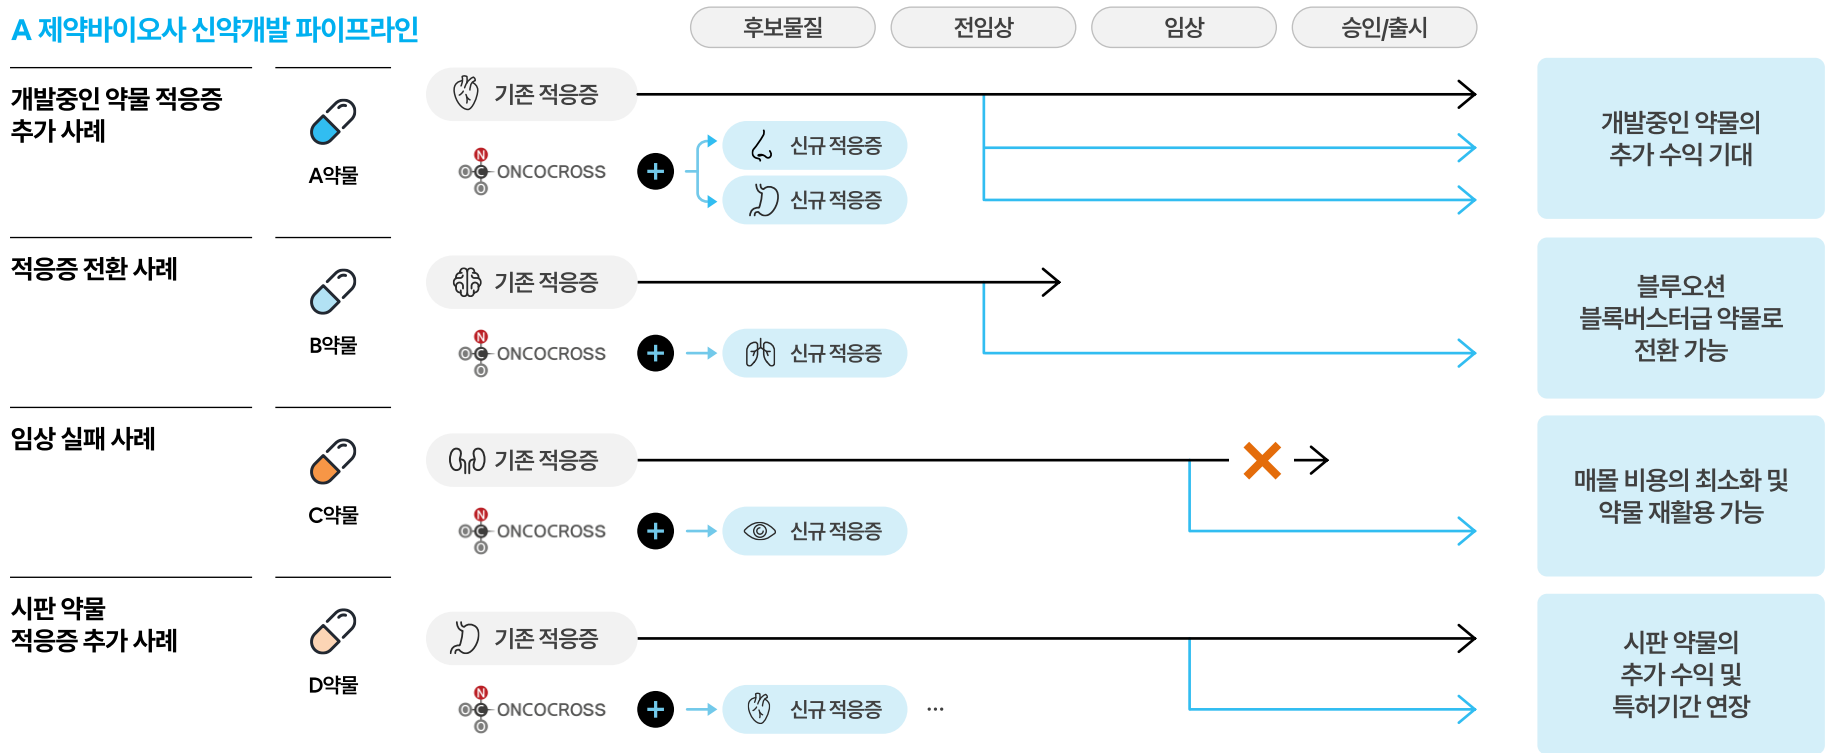 A 제약바이오사 신약개발 파이프라인
후보물질
전임상
임상
승인/출시
개발중인 약물 적응증
추가 사례
A약물
기존 적응증
N
O C
O
ONCOCROSS
+
신규 적응증
신규 적응증
개발중인 약물의
추가 수익 기대
적응증 전환 사례
B약물
기존 적응증
N
O C
O
ONCOCROSS
+
신규 적응증
블루오션
블록버스터급 약물로
전환 가능
임상 실패 사례
C약물
기존 적응증
N
O C
O
ONCOCROSS
+
신규 적응증
매몰 비용의 최소화 및
약물 재활용 가능
시판 약물
적응증 추가 사례
D약물
기존 적응증
N
O C
O
ONCOCROSS
+
신규 적응증
...
시판 약물의
추가 수익 및
특허기간 연장